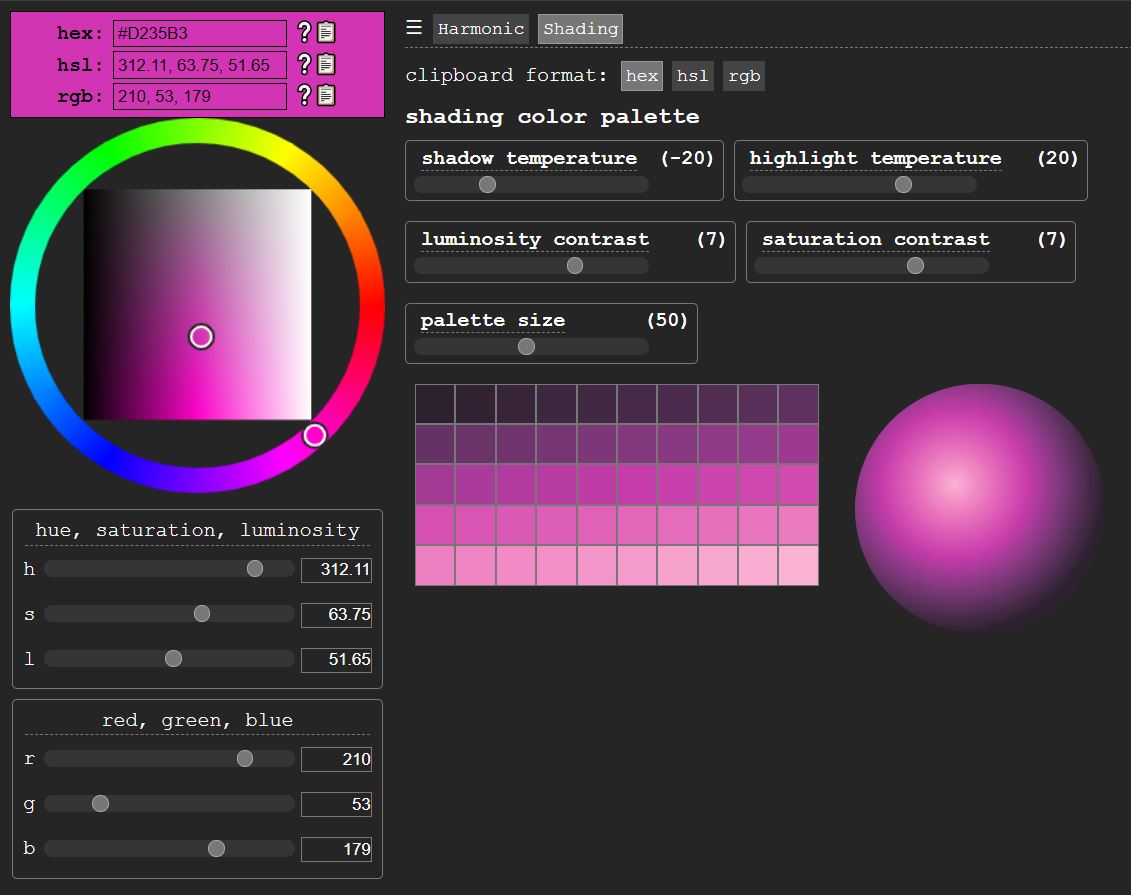 hex: #D235B3 ?
hsl: 312.11, 63.75, 51.65 ?
rgb: 210, 53, 179 ?
hue, saturation, luminosity
h 312.11
s 63.75
l 51.65
red, green, blue
r 210
g 53
b 179
☰ Harmonic Shading
clipboard format: hex hsl rgb
shading color palette
shadow temperature (-20) highlight temperature (20)
luminosity contrast (7) saturation contrast (7)
palette size (50)